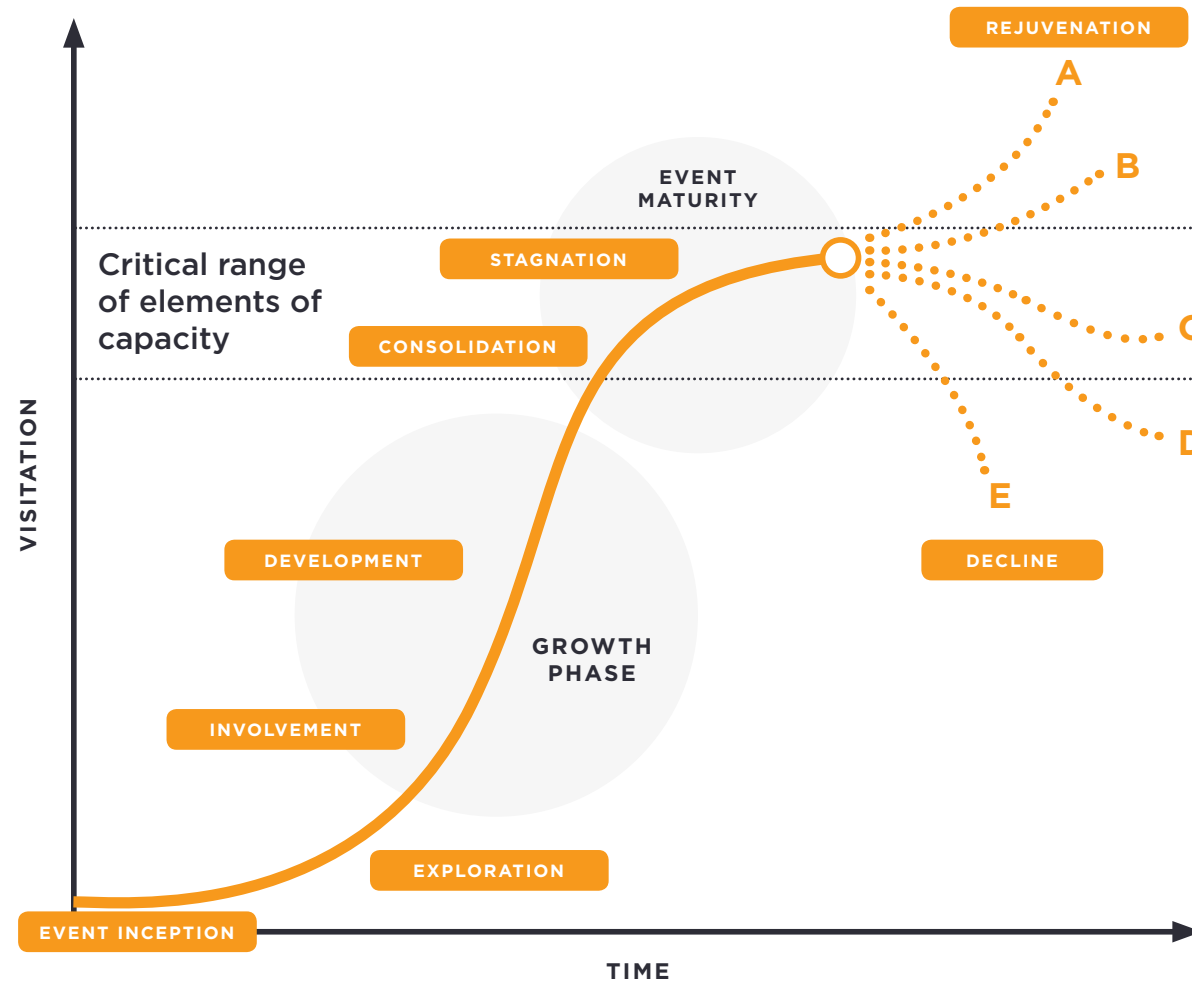 REJUVENATION
A
EVENT
MATURITY
B
STAGNATION
Critical range
of elements of
capacity
CONSOLIDATION
VISITATION
E
DEVELOPMENT
DECLINE
GROWTH
PHASE
INVOLVEMENT
EXPLORATION
EVENT INCEPTION
TIME